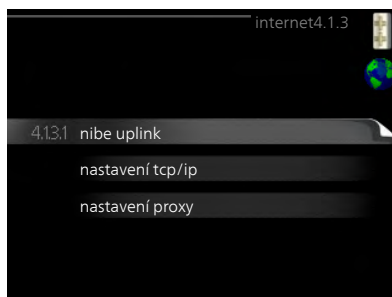 internet4.1.3
4.1.3.1 nibe uplink
nastavení tcp/ip
nastavení proxy